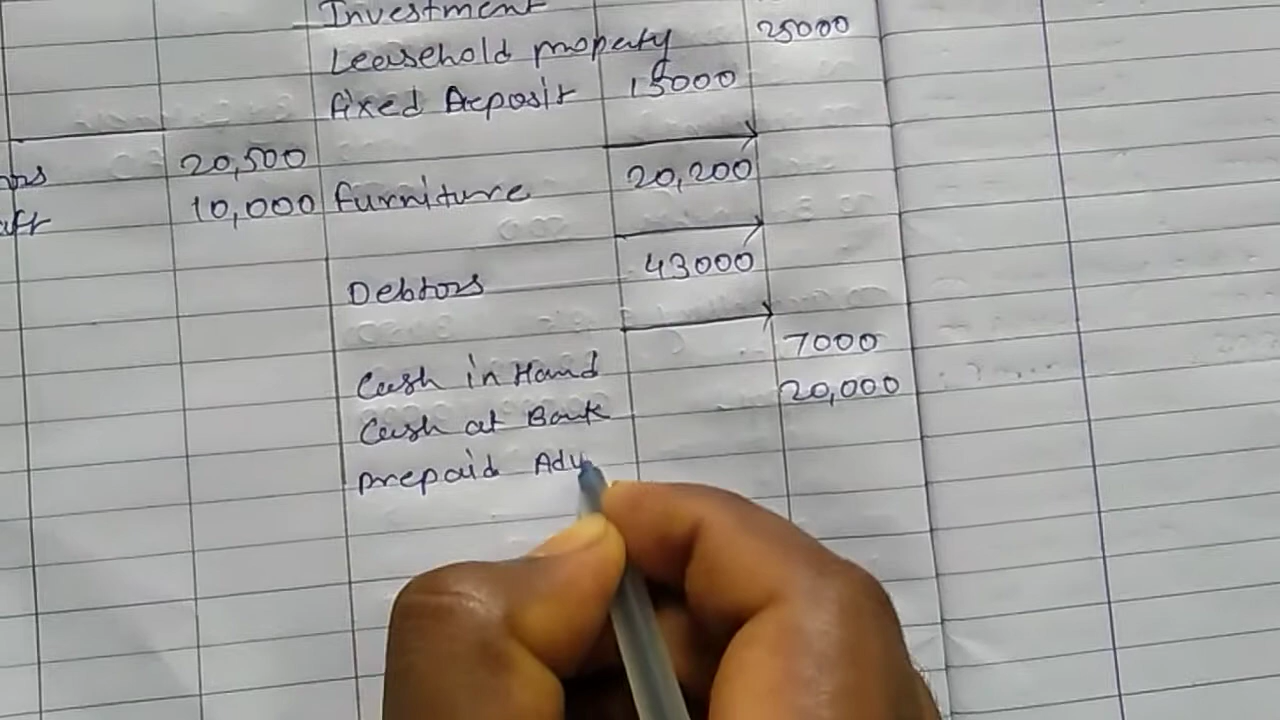 Investment
Leasehold property 25000
fixed Deposit 15000
20,500
10,000 furniture 20,200
Debtors 43000
Cash in Hand 7000
Cash at Bank 20,000
prepaid Adv